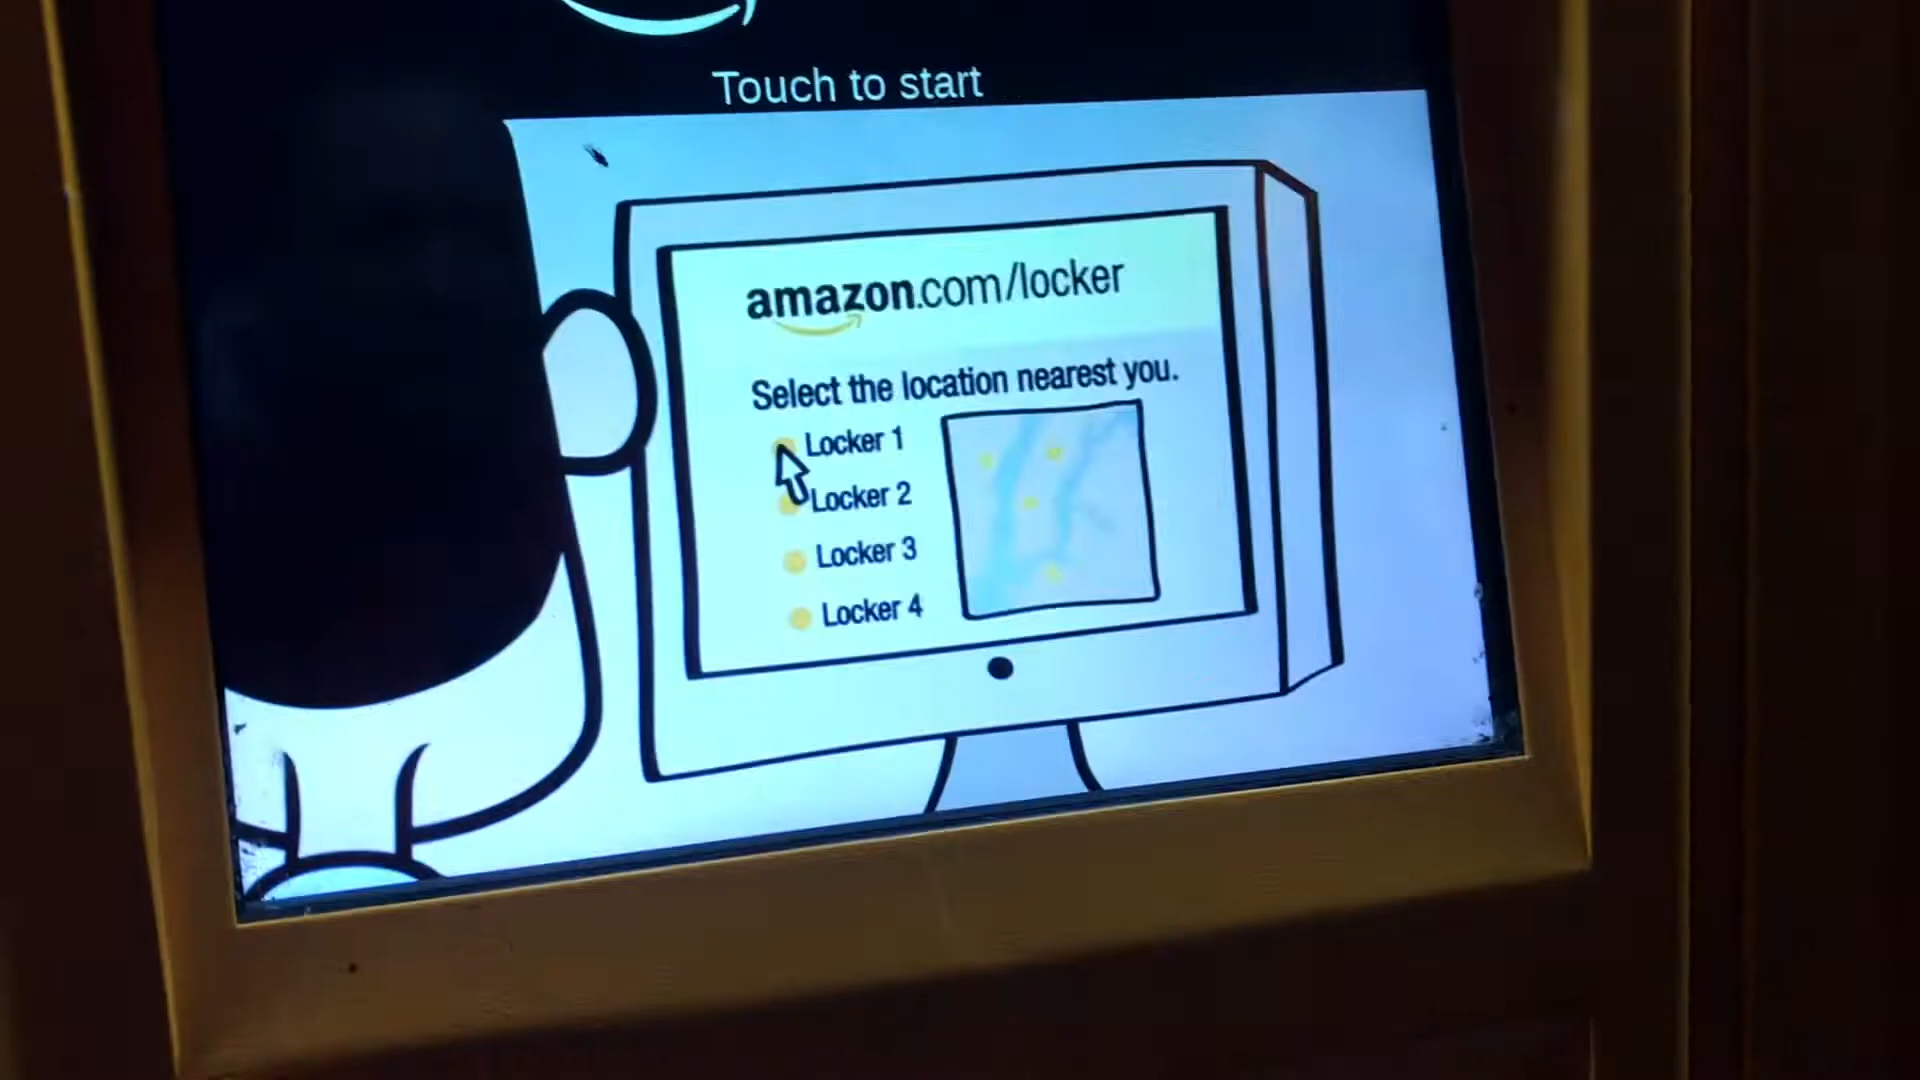 Touch to start
amazon.com/locker
Select the location nearest you.
Locker 1
Locker 2
Locker 3
Locker 4